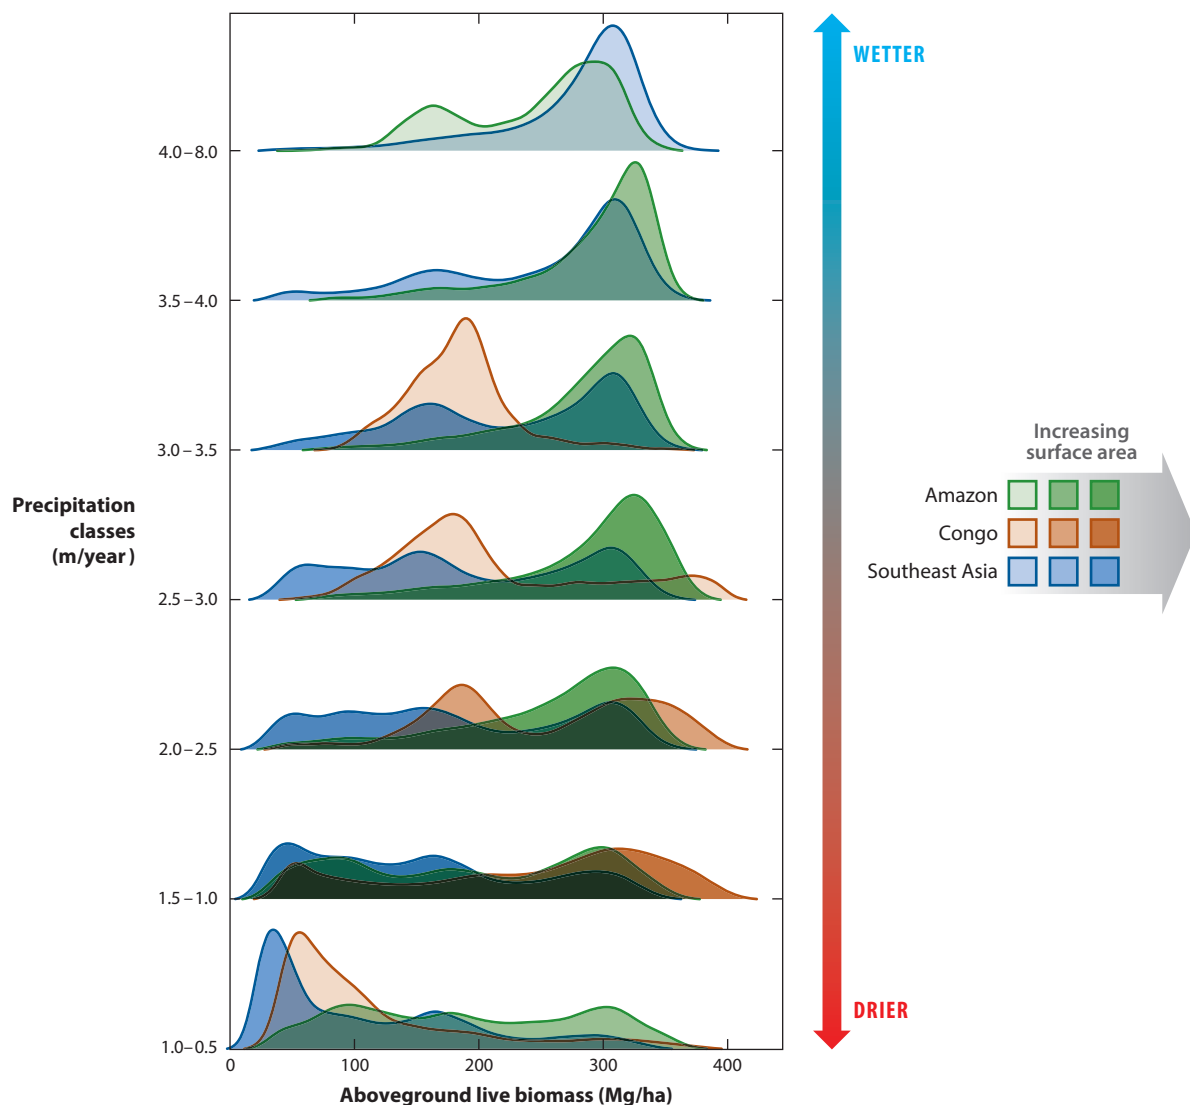 WETTER
4.0–8.0
3.5–4.0
3.0–3.5
Increasing
surface area
Amazon
Congo
Southeast Asia
Precipitation
classes
(m/year)
2.5–3.0
2.0–2.5
1.5–1.0
DRIER
1.0–0.5
0 100 200 300 400
Aboveground live biomass (Mg/ha)